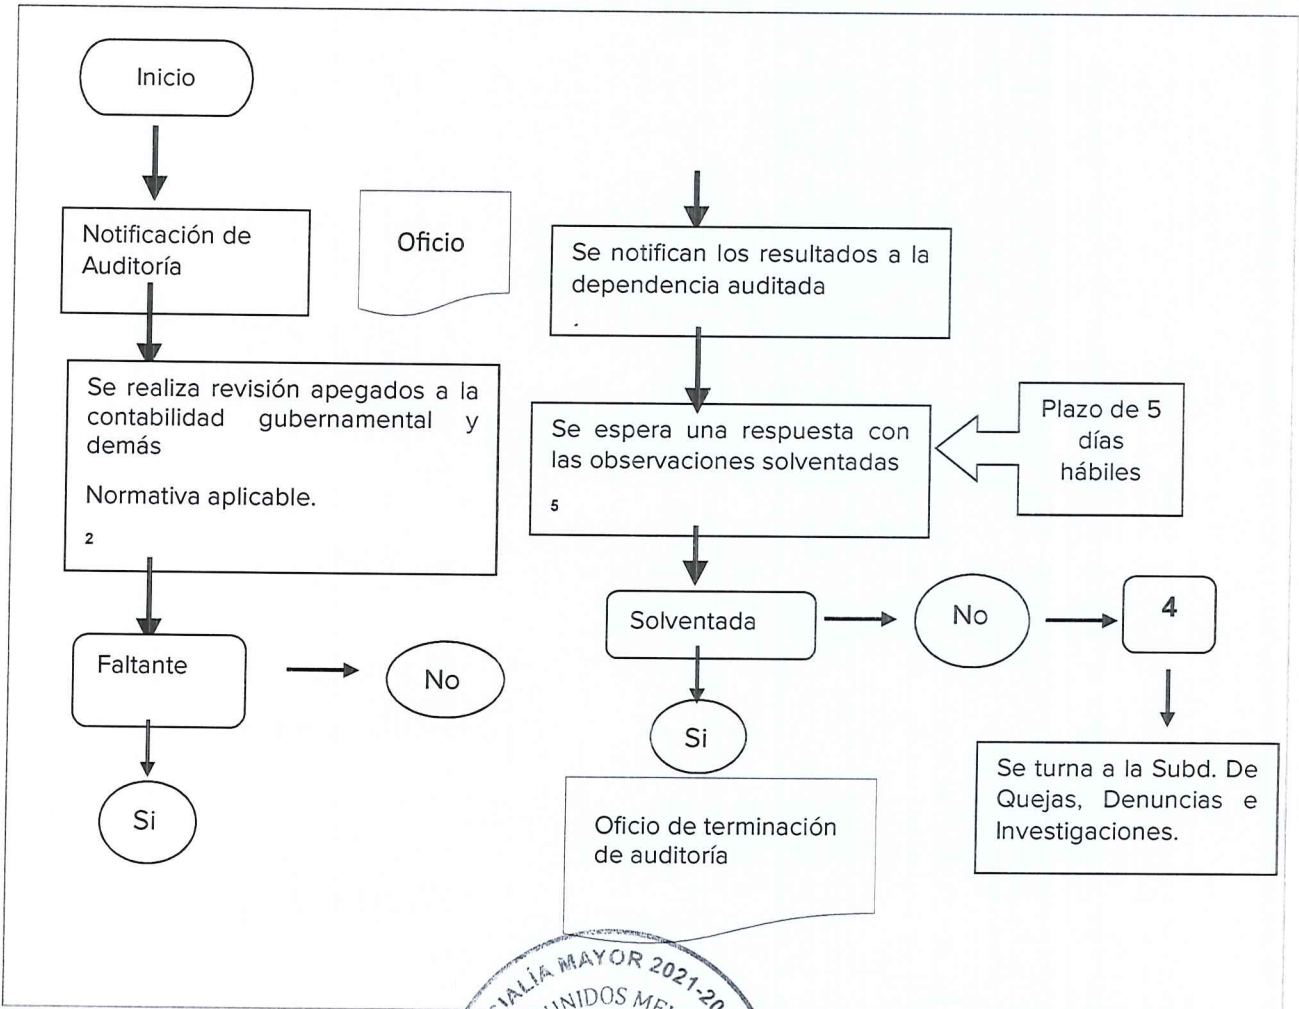 Inicio
Notificación de
Auditoría
Oficio
Se realiza revisión apegados a la
contabilidad gubernamental y
demás
Normativa aplicable.
2
Faltante
No
Si
Se notifican los resultados a la
dependencia auditada
Se espera una respuesta con
las observaciones solventadas
5
Plazo de 5
días
hábiles
Solventada
No
4
Si
Oficio de terminación
de auditoría
Se turna a la Subd. De
Quejas, Denuncias e
Investigaciones.
MAYOR 2021-20
UNIDOS